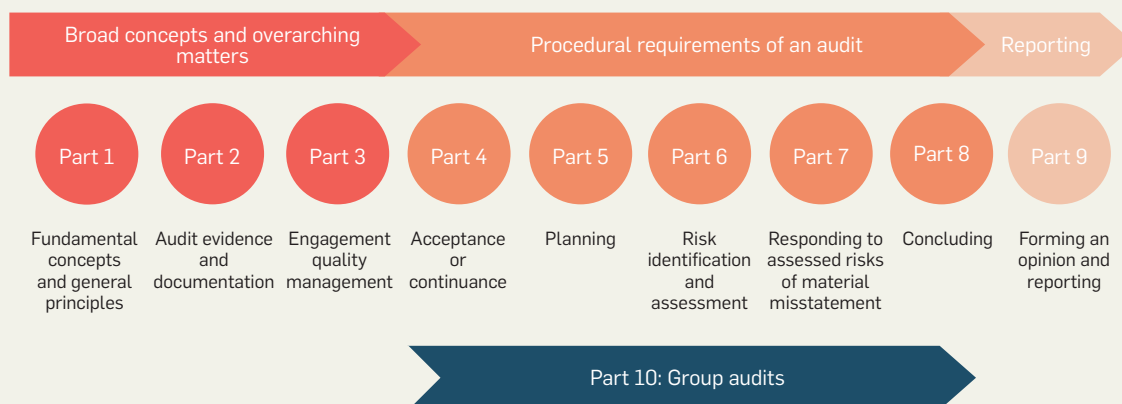 Broad concepts and overarching
matters
Procedural requirements of an audit
Reporting
Part 1
Part 2
Part 3
Part 4
Part 5
Part 6
Part 7
Part 8
Part 9
Fundamental
concepts
and general
principles
Audit evidence
and
documentation
Engagement
quality
management
Acceptance
or
continuance
Planning
Risk
identification
and
assessment
Responding to
assessed risks
of material
misstatement
Concluding
Forming an
opinion and
reporting
Part 10: Group audits